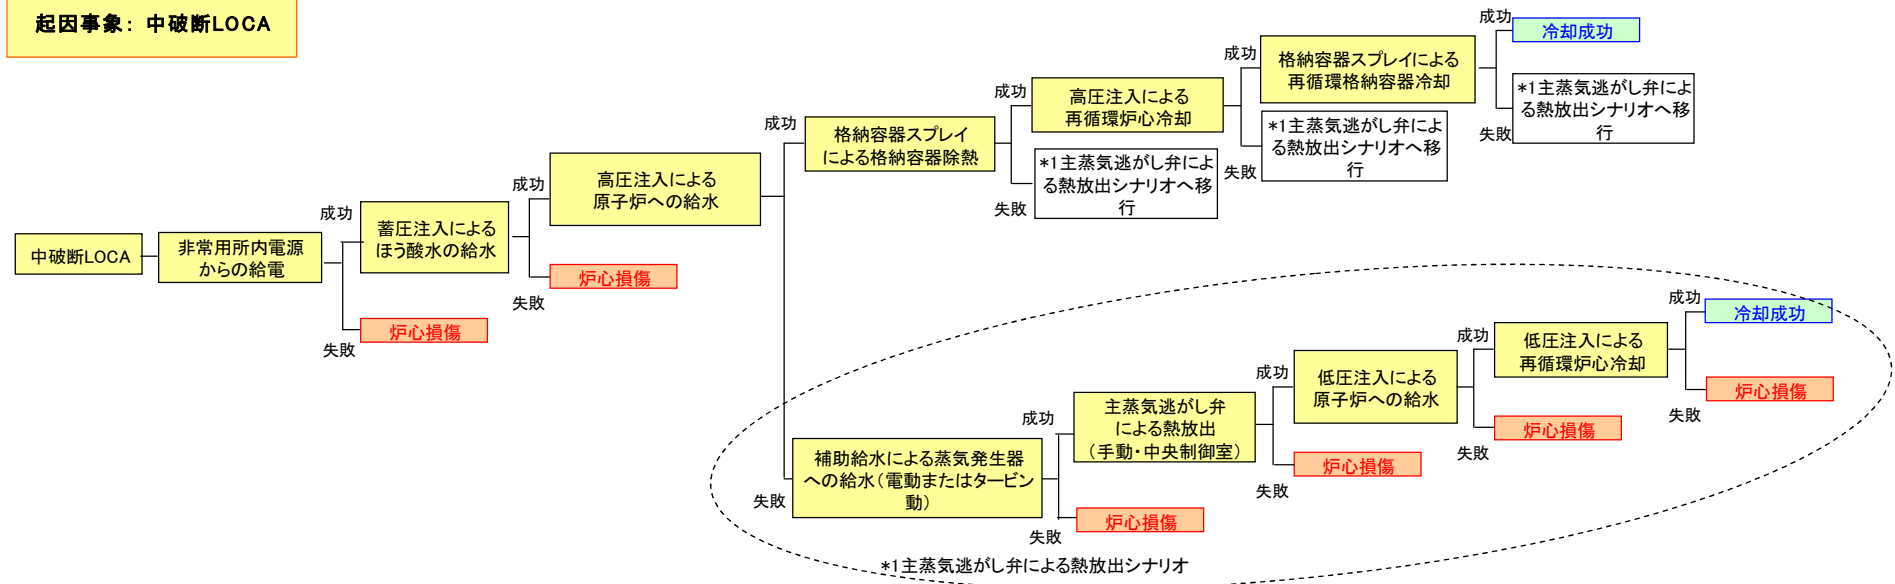 起因事象： 中破断LOCA
中破断LOCA
非常用所内電源
からの給電
成功
失敗
炉心損傷
蓄圧注入による
ほう酸水の給水
成功
失敗
炉心損傷
高圧注入による
原子炉への給水
成功
失敗
格納容器スプレイ
による格納容器除熱
成功
失敗
*1主蒸気逃がし弁によ
る熱放出シナリオへ移
行
高圧注入による
再循環炉心冷却
成功
失敗
*1主蒸気逃がし弁によ
る熱放出シナリオへ移
行
格納容器スプレイによる
再循環格納容器冷却
成功
冷却成功
失敗
*1主蒸気逃がし弁によ
る熱放出シナリオへ移
行
補助給水による蒸気発生器
への給水（電動またはタービン
動）
成功
失敗
炉心損傷
主蒸気逃がし弁
による熱放出
（手動・中央制御室）
成功
失敗
炉心損傷
低圧注入による
原子炉への給水
成功
失敗
炉心損傷
低圧注入による
再循環炉心冷却
成功
冷却成功
失敗
炉心損傷
*1主蒸気逃がし弁による熱放出シナリオ